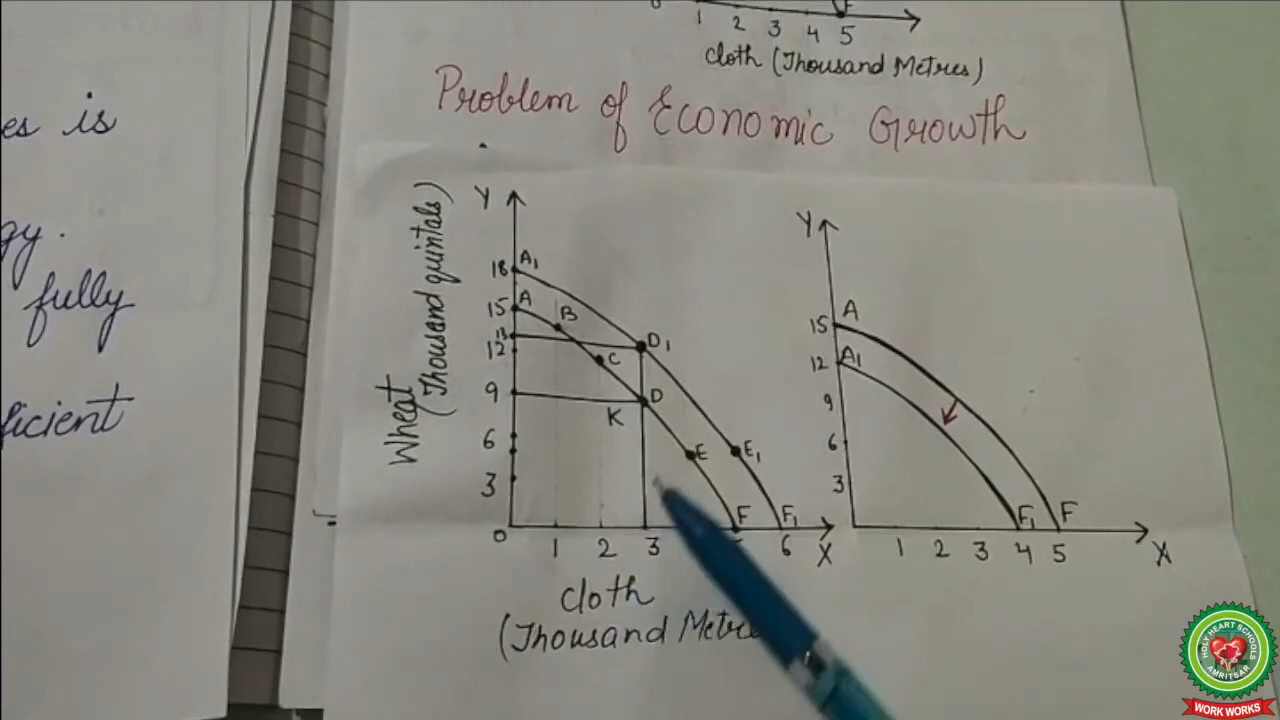 1 2 3 4 5
cloth (Thousand Metres)
Problem of Economic Growth
es is
gy.
fully
ficient
Wheat
(Thousand quintals)
Y
18 A1
15 A B
13 D1
12 C
9 D
K
6 E E1
3
0 F F1
1 2 3 6 X
cloth
(Thousand Metre
Y
15 A
12 A1
9
6
3
F1 F
1 2 3 4 5 X
HOLY HEART SCHOOLS
AMRITSAR
WORK WORKS